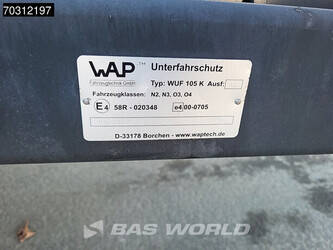 70312197
WAP™ Unterfahrschutz
Fahrzeugtechnik GmbH
Typ: WUF 105 K Ausf:
Fahrzeugklassen: N2, N3, O3, O4
E4 58R - 020348 e4 00-0705
D-33178 Borchen - www.waptech.de
BAS WORLD